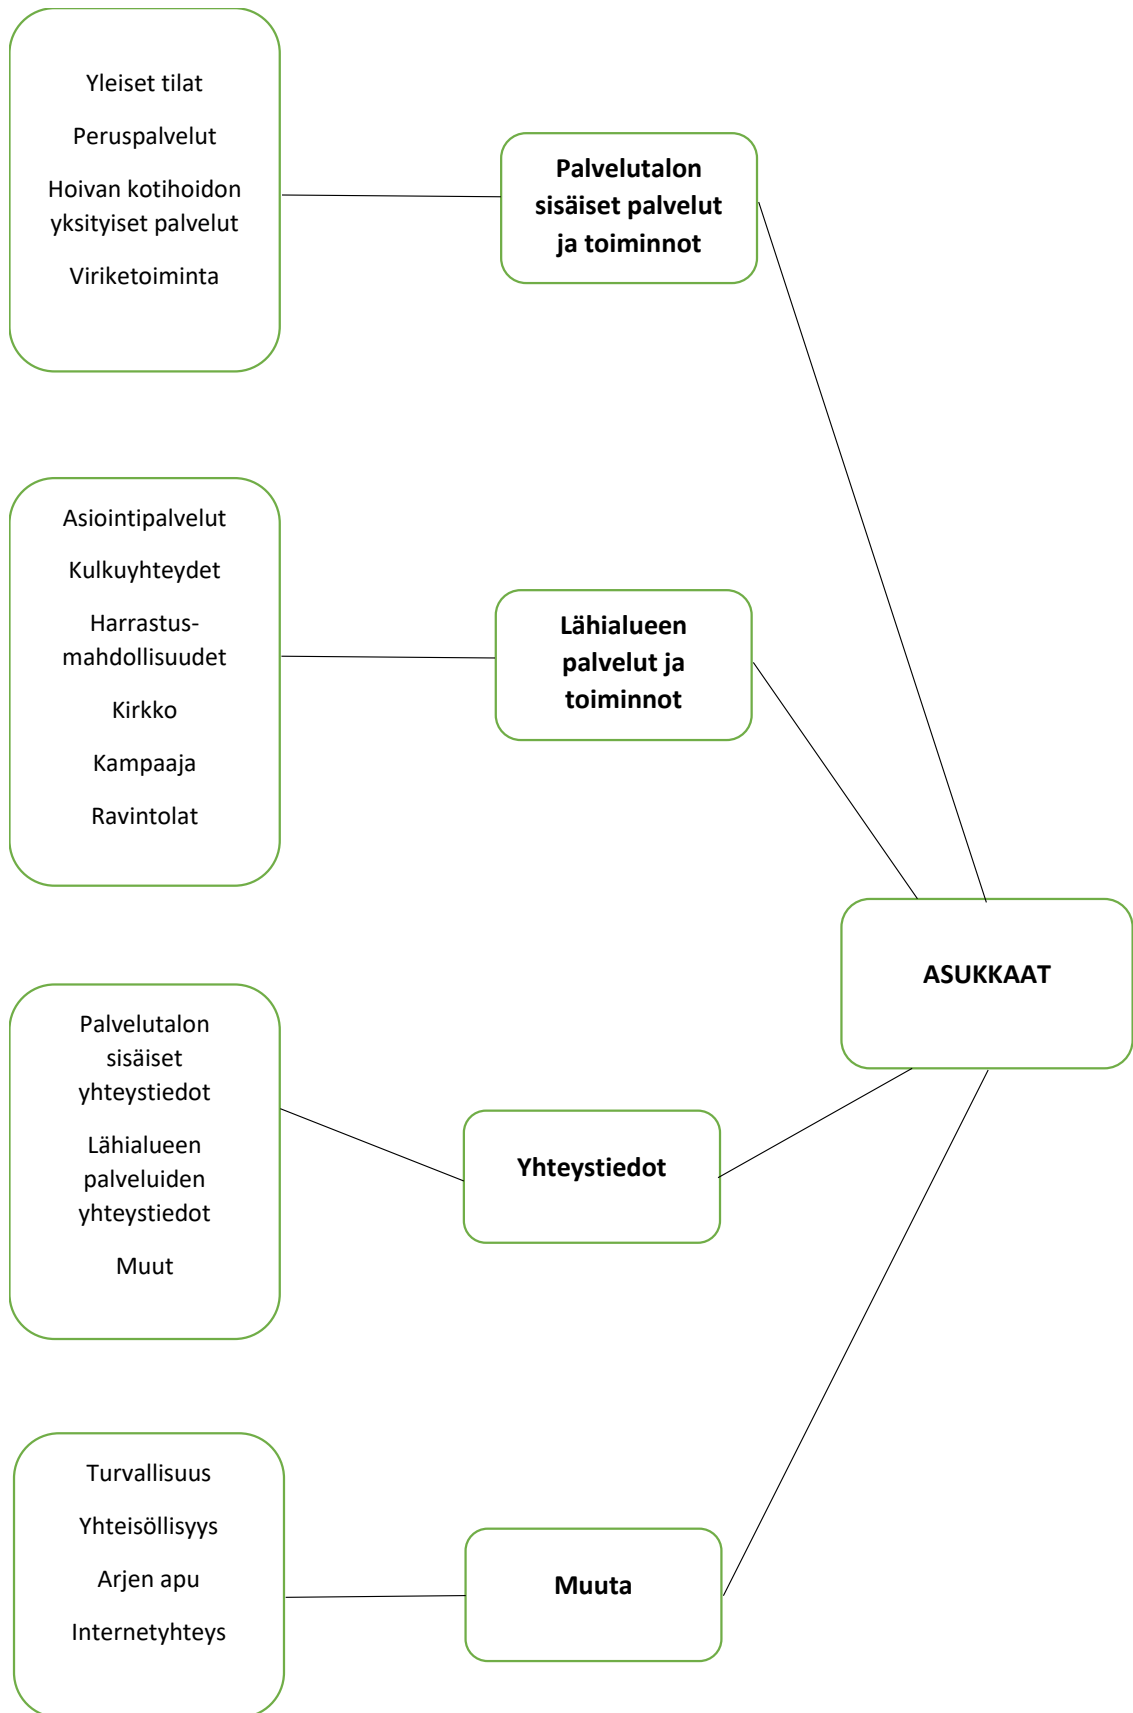 Yleiset tilat
Peruspalvelut
Hoivan kotihoidon
yksityiset palvelut
Viriketoiminta
Palvelutalon
sisäiset palvelut
ja toiminnot
Asiointipalvelut
Kulkuyhteydet
Harrastus-
mahdollisuudet
Kirkko
Kampaaja
Ravintolat
Lähialueen
palvelut ja
toiminnot
ASUKKAAT
Palvelutalon
sisäiset
yhteystiedot
Lähialueen
palveluiden
yhteystiedot
Muut
Yhteystiedot
Turvallisuus
Yhteisöllisyys
Arjen apu
Internetyhteys
Muuta